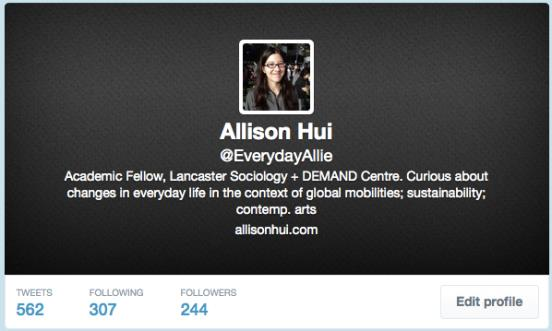 Allison Hui
@EverydayAllie
Academic Fellow, Lancaster Sociology + DEMAND Centre. Curious about
changes in everyday life in the context of global mobilities; sustainability;
contemp. arts
allisonhui.com
TWEETS FOLLOWING FOLLOWERS
562 307 244
Edit profile